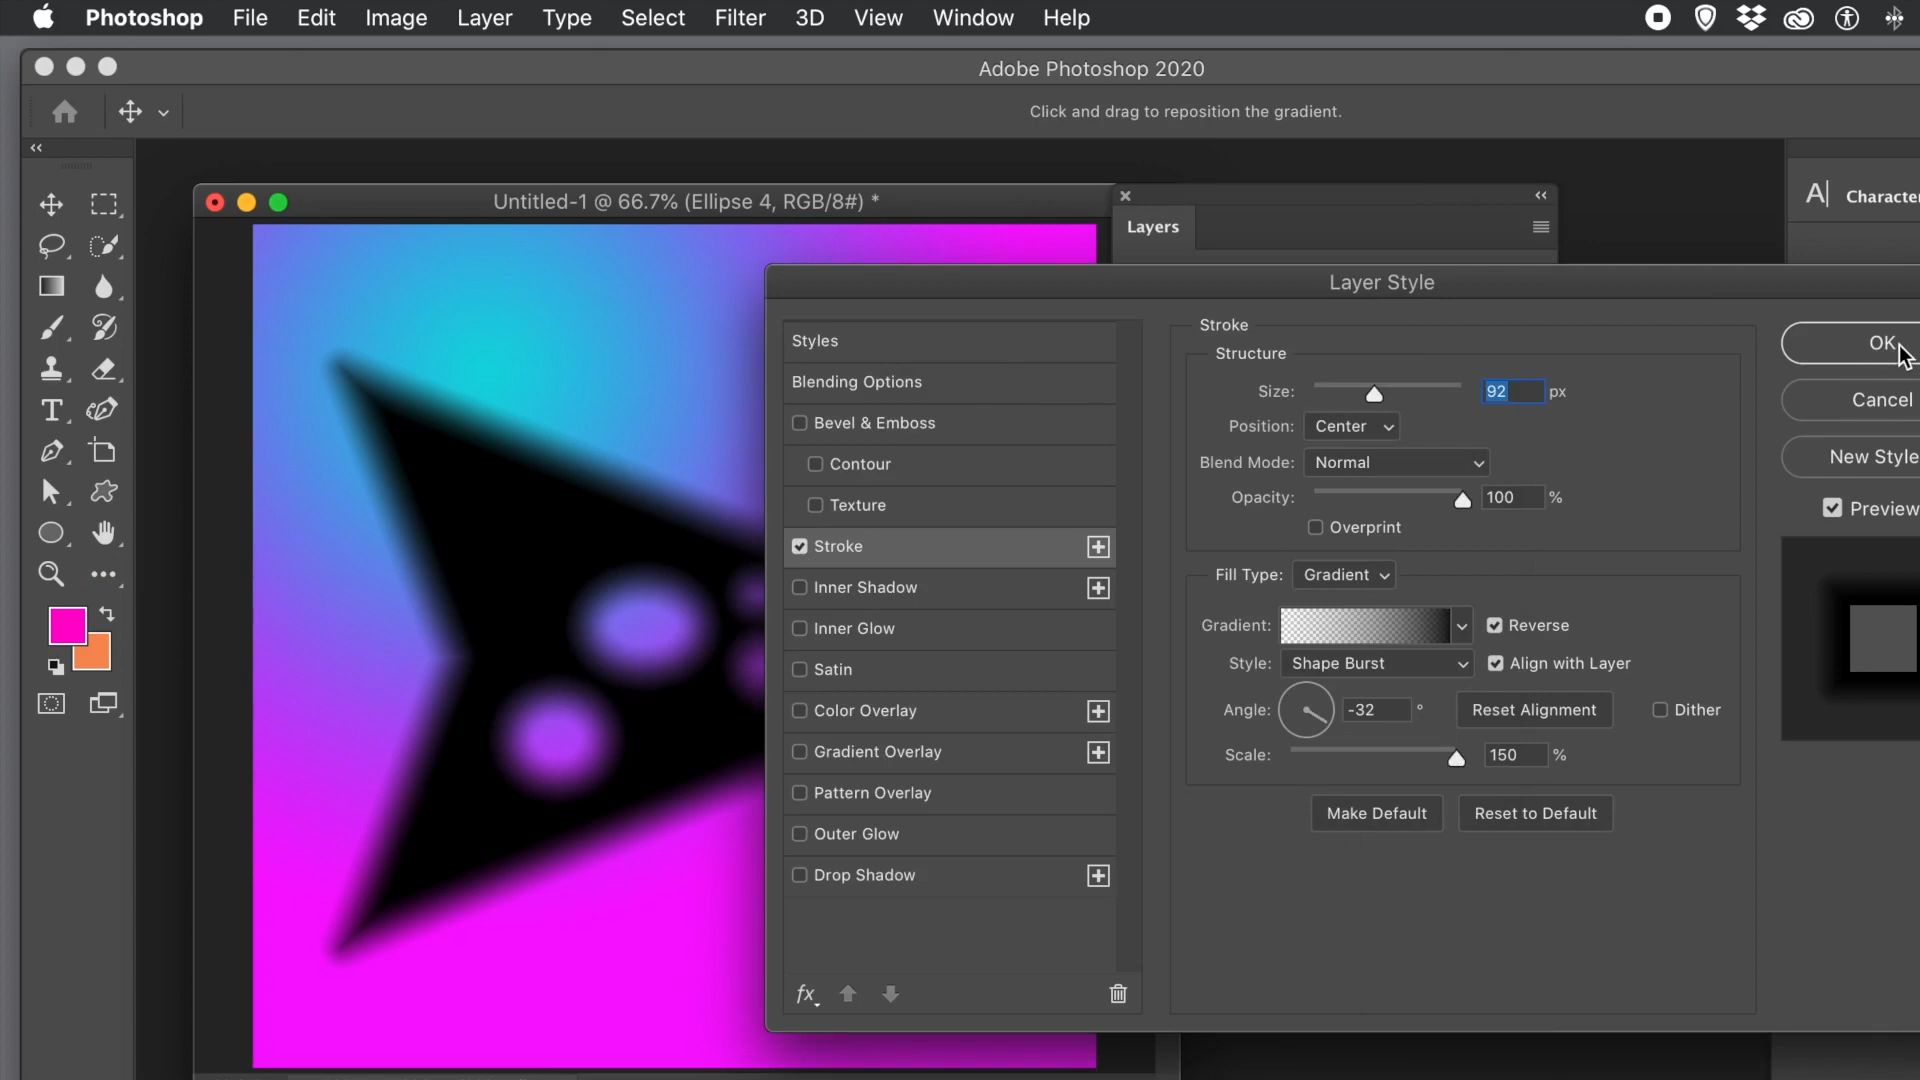 Photoshop File Edit Image Layer Type Select Filter 3D View Window Help
Adobe Photoshop 2020
Click and drag to reposition the gradient.
Untitled-1 @ 66.7% (Ellipse 4, RGB/8#) *
Layers
A| Character
Layer Style
Styles
Blending Options
Bevel & Emboss
Contour
Texture
Stroke
Inner Shadow
Inner Glow
Satin
Color Overlay
Gradient Overlay
Pattern Overlay
Outer Glow
Drop Shadow
fx
Stroke
Structure
Size: 92 px
Position: Center
Blend Mode: Normal
Opacity: 100 %
Overprint
Fill Type: Gradient
Gradient: Reverse
Style: Shape Burst Align with Layer
Angle: -32 ° Reset Alignment Dither
Scale: 150 %
Make Default Reset to Default
OK
Cancel
New Style
Preview